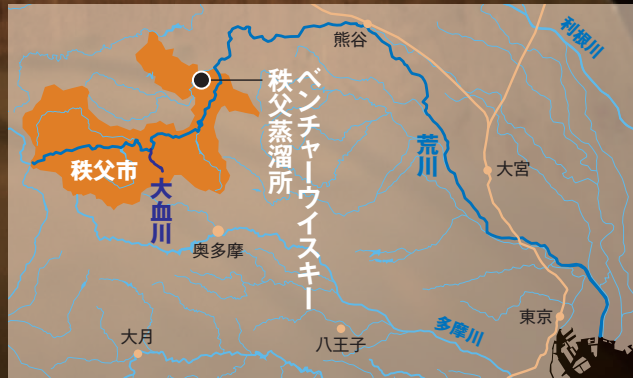 利根川
熊谷
ベンチャーウイスキー
秩父蒸溜所
荒川
大宮
秩父市
大血川
奥多摩
東京
多摩川
大月
八王子